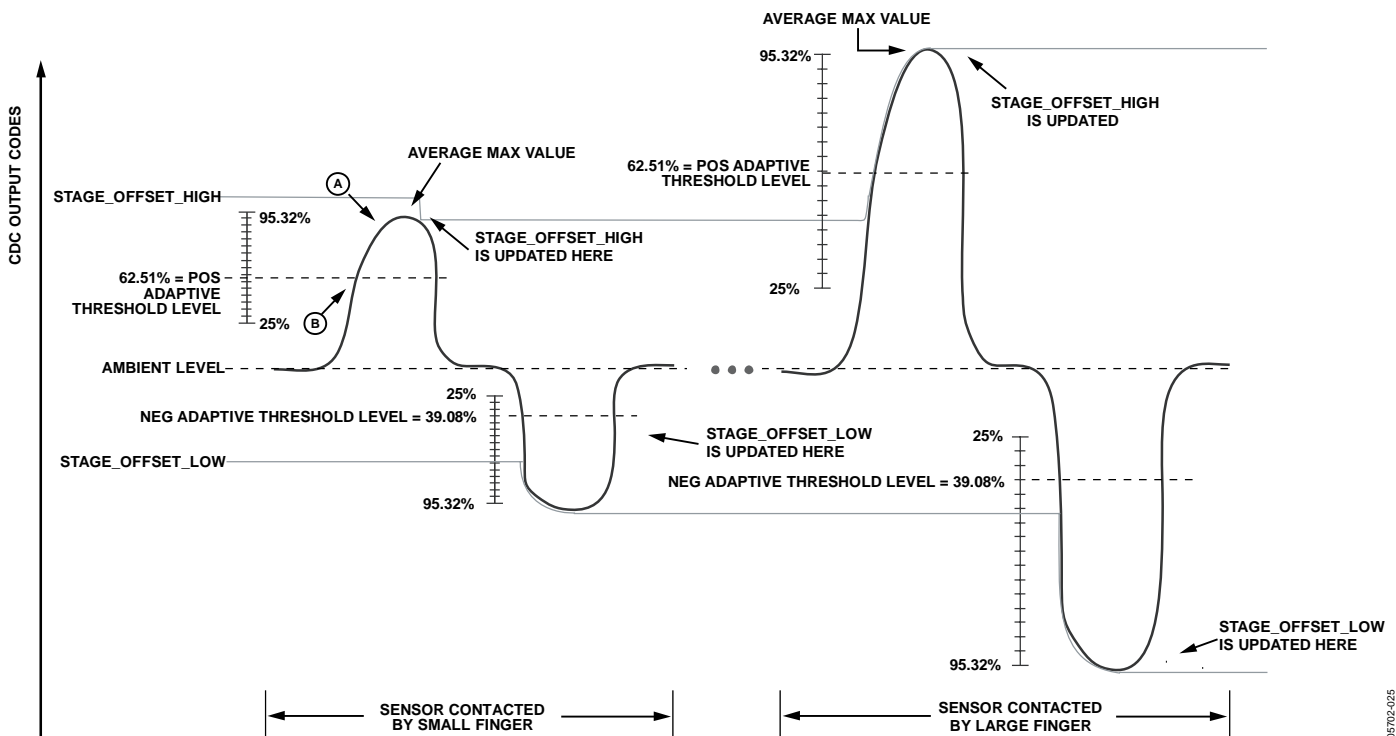 AVERAGE MAX VALUE
95.32%
STAGE_OFFSET_HIGH
IS UPDATED
CDC OUTPUT CODES
AVERAGE MAX VALUE
A
62.51% = POS ADAPTIVE
THRESHOLD LEVEL
STAGE_OFFSET_HIGH
95.32%
STAGE_OFFSET_HIGH
IS UPDATED HERE
62.51% = POS
ADAPTIVE
THRESHOLD LEVEL
25%
B
25%
AMBIENT LEVEL
25%
NEG ADAPTIVE THRESHOLD LEVEL = 39.08%
STAGE_OFFSET_LOW
IS UPDATED HERE
25%
STAGE_OFFSET_LOW
NEG ADAPTIVE THRESHOLD LEVEL = 39.08%
95.32%
STAGE_OFFSET_LOW
IS UPDATED HERE
95.32%
SENSOR CONTACTED
BY SMALL FINGER
SENSOR CONTACTED
BY LARGE FINGER
05702-025